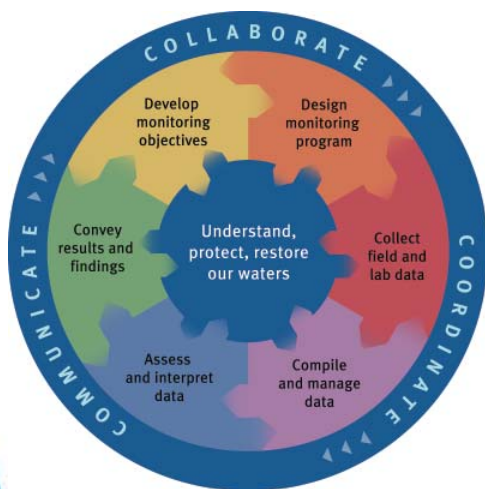 COLLABORATE
Develop
monitoring
objectives
Design
monitoring
program
Convey
results and
findings
Understand,
protect, restore
our waters
Collect
field and
lab data
Assess
and interpret
data
Compile
and manage
data
COORDINATE
COMMUNICATE